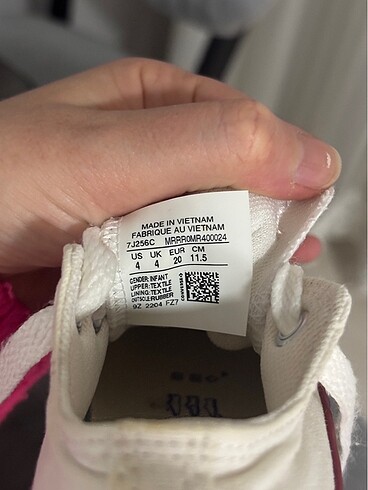 MADE IN VIETNAM
FABRIQUE AU VIETNAM
7J256C MRRR0MR400024
US UK EUR CM
4 4 20 11.5
GENDER:INFANT
UPPER:TEXTILE
LINING:TEXTILE
OUTSOLE:RUBBER
CONVERSE
9Z 2204 FZ7